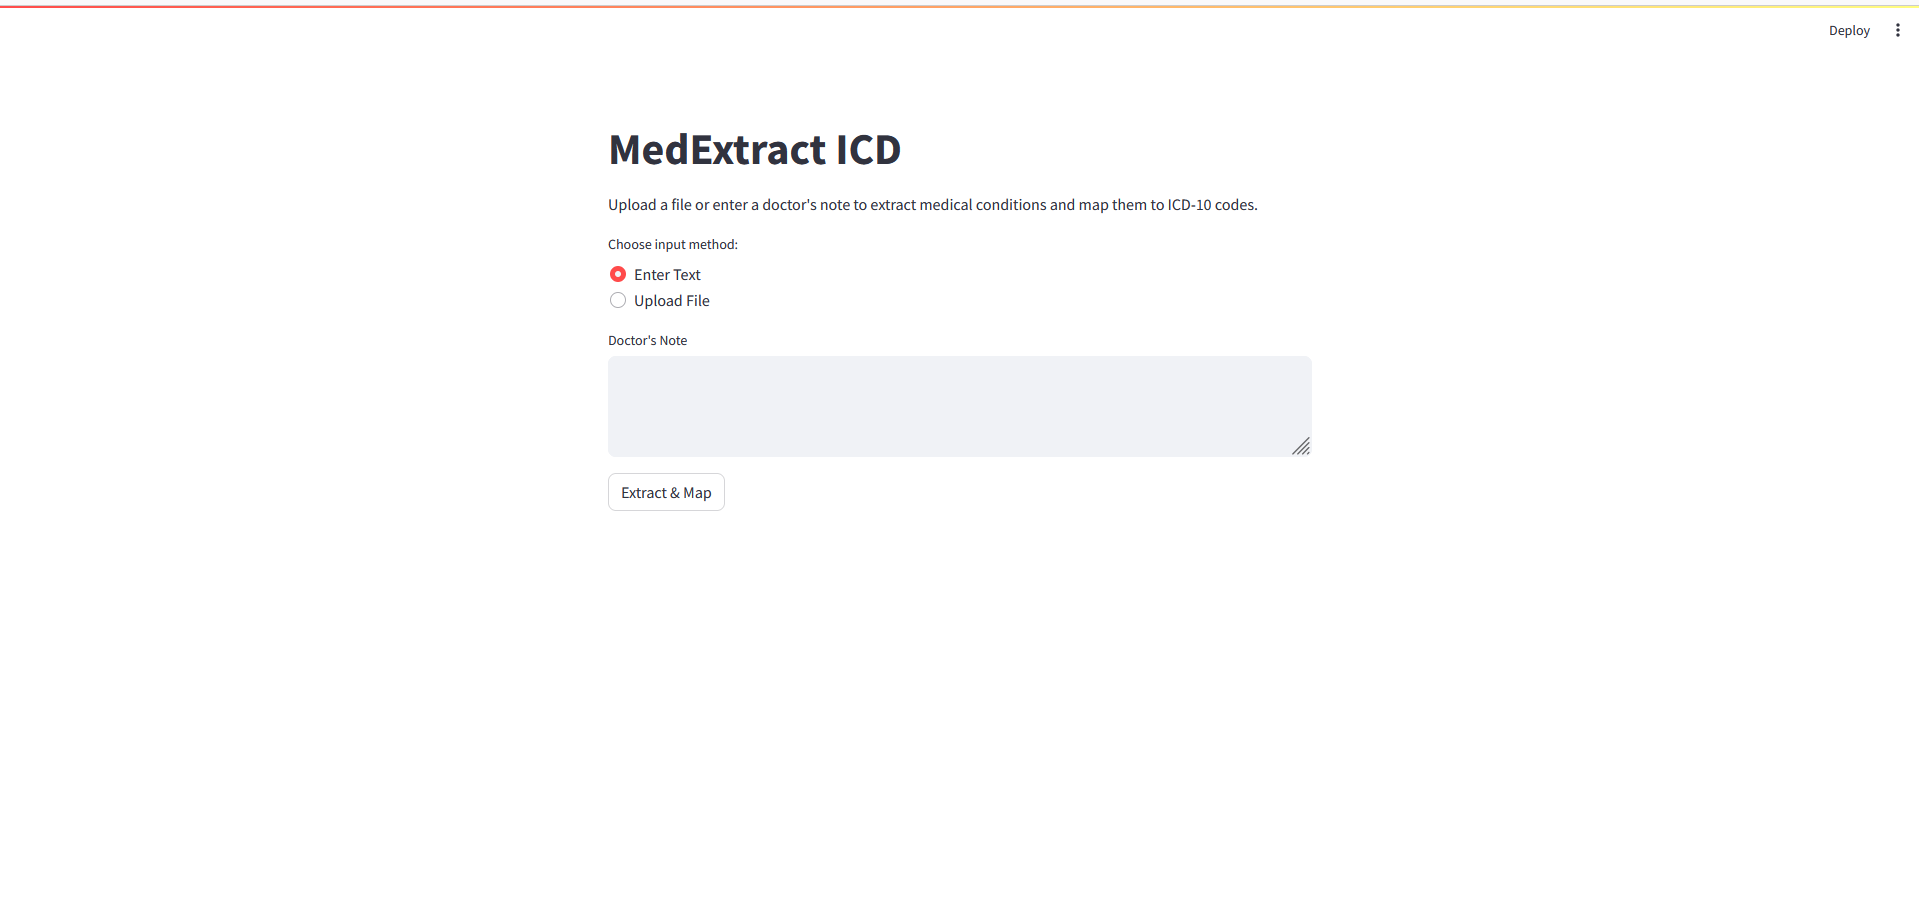 Deploy
MedExtract ICD
Upload a file or enter a doctor's note to extract medical conditions and map them to ICD-10 codes.
Choose input method:
Enter Text
Upload File
Doctor's Note
Extract & Map